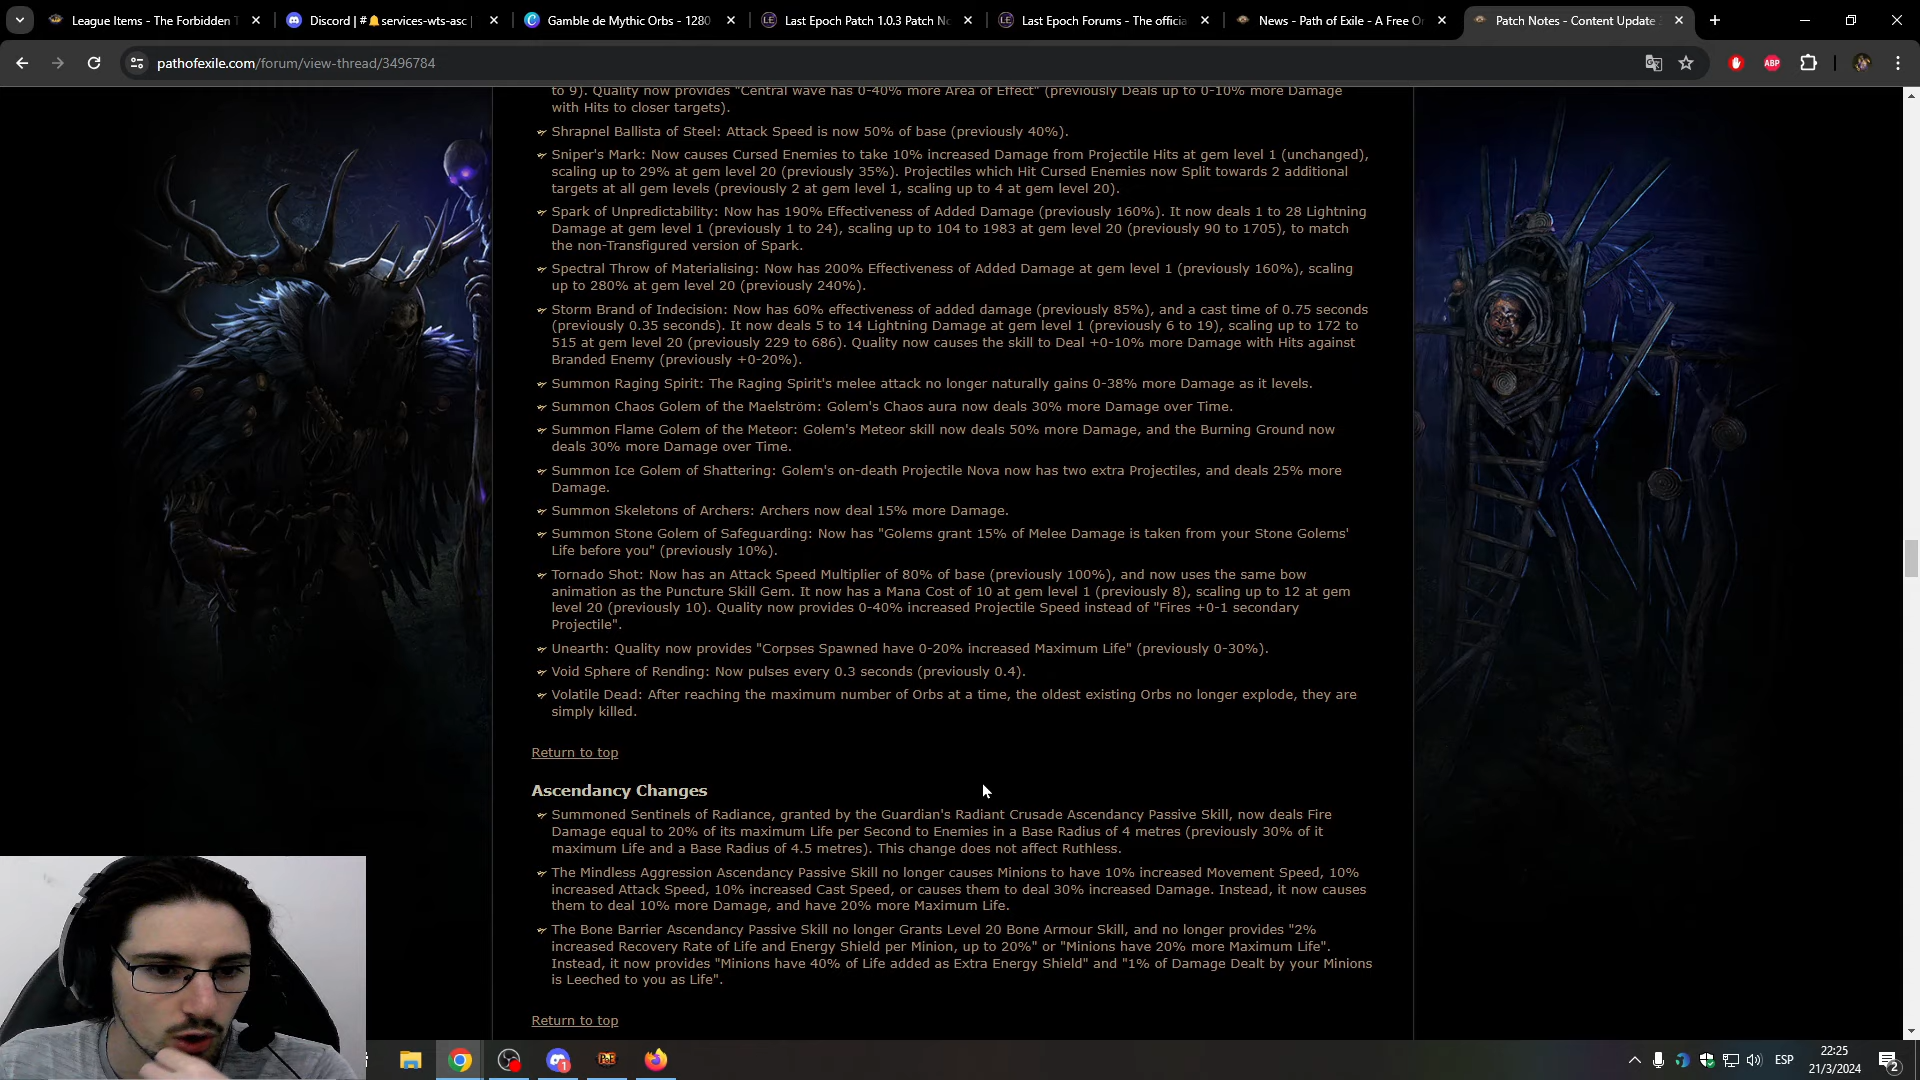 League Items - The Forbidden T
Discord | #🔔services-wts-asc |
Gamble de Mythic Orbs - 1280
Last Epoch Patch 1.0.3 Patch No
Last Epoch Forums - The officia
News - Path of Exile - A Free O
Patch Notes - Content Update 3
pathofexile.com/forum/view-thread/3496784
ABP
to 9). Quality now provides "Central wave has 0-40% more Area of Effect" (previously Deals up to 0-10% more Damage
with Hits to closer targets).
Shrapnel Ballista of Steel: Attack Speed is now 50% of base (previously 40%).
Sniper's Mark: Now causes Cursed Enemies to take 10% increased Damage from Projectile Hits at gem level 1 (unchanged),
scaling up to 29% at gem level 20 (previously 35%). Projectiles which Hit Cursed Enemies now Split towards 2 additional
targets at all gem levels (previously 2 at gem level 1, scaling up to 4 at gem level 20).
Spark of Unpredictability: Now has 190% Effectiveness of Added Damage (previously 160%). It now deals 1 to 28 Lightning
Damage at gem level 1 (previously 1 to 24), scaling up to 104 to 1983 at gem level 20 (previously 90 to 1705), to match
the non-Transfigured version of Spark.
Spectral Throw of Materialising: Now has 200% Effectiveness of Added Damage at gem level 1 (previously 160%), scaling
up to 280% at gem level 20 (previously 240%).
Storm Brand of Indecision: Now has 60% effectiveness of added damage (previously 85%), and a cast time of 0.75 seconds
(previously 0.35 seconds). It now deals 5 to 14 Lightning Damage at gem level 1 (previously 6 to 19), scaling up to 172 to
515 at gem level 20 (previously 229 to 686). Quality now causes the skill to Deal +0-10% more Damage with Hits against
Branded Enemy (previously +0-20%).
Summon Raging Spirit: The Raging Spirit's melee attack no longer naturally gains 0-38% more Damage as it levels.
Summon Chaos Golem of the Maelström: Golem's Chaos aura now deals 30% more Damage over Time.
Summon Flame Golem of the Meteor: Golem's Meteor skill now deals 50% more Damage, and the Burning Ground now
deals 30% more Damage over Time.
Summon Ice Golem of Shattering: Golem's on-death Projectile Nova now has two extra Projectiles, and deals 25% more
Damage.
Summon Skeletons of Archers: Archers now deal 15% more Damage.
Summon Stone Golem of Safeguarding: Now has "Golems grant 15% of Melee Damage is taken from your Stone Golems'
Life before you" (previously 10%).
Tornado Shot: Now has an Attack Speed Multiplier of 80% of base (previously 100%), and now uses the same bow
animation as the Puncture Skill Gem. It now has a Mana Cost of 10 at gem level 1 (previously 8), scaling up to 12 at gem
level 20 (previously 10). Quality now provides 0-40% increased Projectile Speed instead of "Fires +0-1 secondary
Projectile".
Unearth: Quality now provides "Corpses Spawned have 0-20% increased Maximum Life" (previously 0-30%).
Void Sphere of Rending: Now pulses every 0.3 seconds (previously 0.4).
Volatile Dead: After reaching the maximum number of Orbs at a time, the oldest existing Orbs no longer explode, they are
simply killed.
Return to top
Ascendancy Changes
Summoned Sentinels of Radiance, granted by the Guardian's Radiant Crusade Ascendancy Passive Skill, now deals Fire
Damage equal to 20% of its maximum Life per Second to Enemies in a Base Radius of 4 metres (previously 30% of it
maximum Life and a Base Radius of 4.5 metres). This change does not affect Ruthless.
The Mindless Aggression Ascendancy Passive Skill no longer causes Minions to have 10% increased Movement Speed, 10%
increased Attack Speed, 10% increased Cast Speed, or causes them to deal 30% increased Damage. Instead, it now causes
them to deal 10% more Damage, and have 20% more Maximum Life.
The Bone Barrier Ascendancy Passive Skill no longer Grants Level 20 Bone Armour Skill, and no longer provides "2%
increased Recovery Rate of Life and Energy Shield per Minion, up to 20%" or "Minions have 20% more Maximum Life".
Instead, it now provides "Minions have 40% of Life added as Extra Energy Shield" and "1% of Damage Dealt by your Minions
is Leeched to you as Life".
Return to top
1
PoE
ESP
22:25
21/3/2024
2